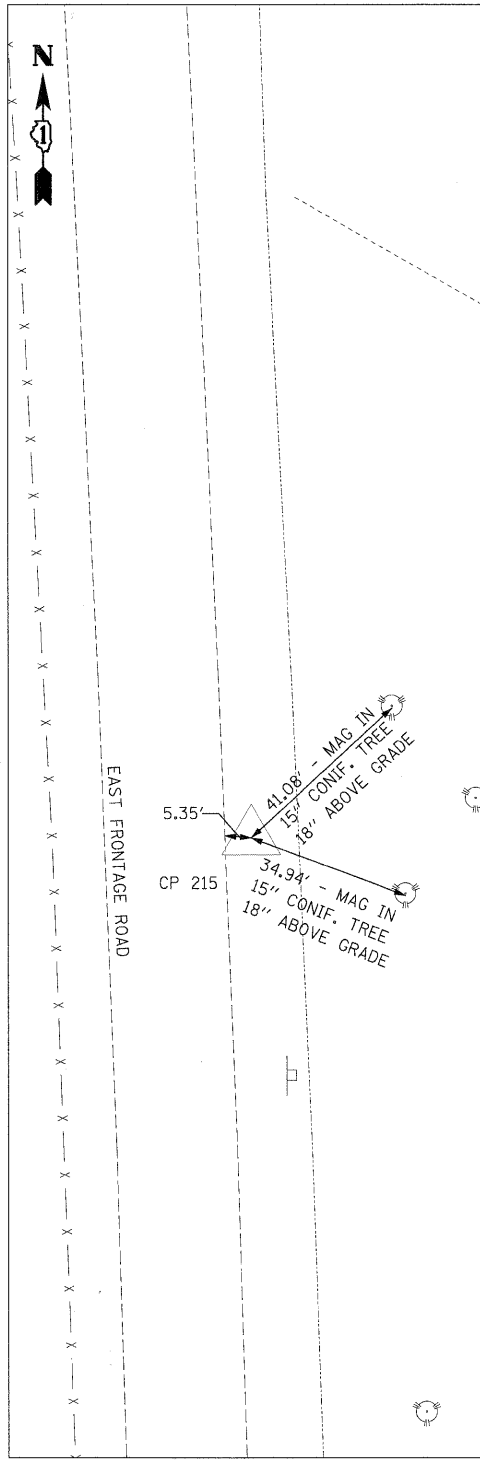 N
1
41.08' - MAG IN
15" CONIF. TREE
18" ABOVE GRADE
5.35'
EAST FRONTAGE ROAD
CP 215
34.94' - MAG IN
15" CONIF. TREE
18" ABOVE GRADE